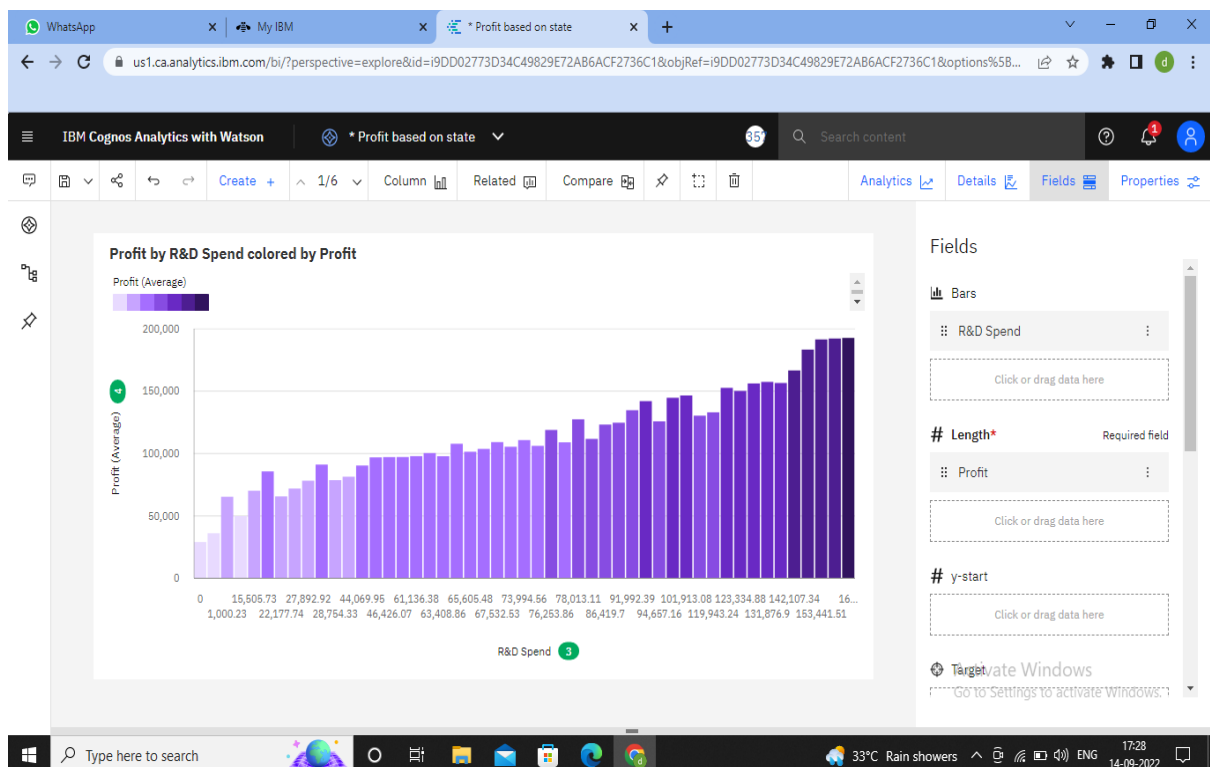 WhatsApp
My IBM
* Profit based on state
us1.ca.analytics.ibm.com/bi/?perspective=explore&id=i9DD02773D34C49829E72AB6ACF2736C1&objRef=i9DD02773D34C49829E72AB6ACF2736C1&options%5B...
d
IBM Cognos Analytics with Watson
* Profit based on state
Search content
1
Create +
1/6
Column
Related
Compare
Analytics
Details
Fields
Properties
Profit by R&D Spend colored by Profit
Profit (Average)
200,000
150,000
100,000
50,000
0
Profit (Average) 4
0 15,505.73 27,892.92 44,069.95 61,136.38 65,605.48 73,994.56 78,013.11 91,992.39 101,913.08 123,334.88 142,107.34 16...
1,000.23 22,177.74 28,754.33 46,426.07 63,408.86 67,532.53 76,253.86 86,419.7 94,657.16 119,943.24 131,876.9 153,441.51
R&D Spend 3
Fields
Bars
R&D Spend
Click or drag data here
# Length* Required field
Profit
Click or drag data here
# y-start
Click or drag data here
Target
Activate Windows
Go to Settings to activate Windows.
Type here to search
33°C Rain showers
ENG
17:28
14-09-2022